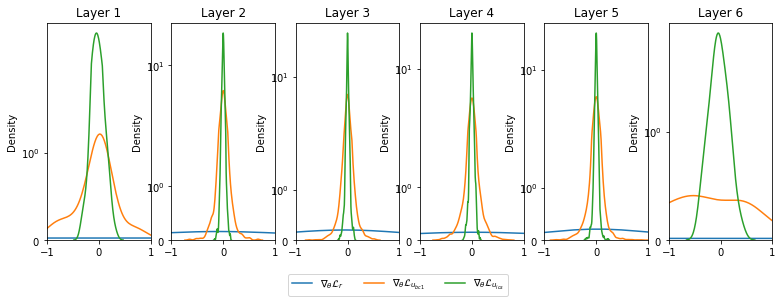 Layer 1 Layer 2 Layer 3 Layer 4 Layer 5 Layer 6
Density Density Density Density Density Density
10⁰ 10¹ 10¹ 10¹ 10¹ 10⁰
10⁰ 10⁰ 10⁰ 10⁰
0 0 0 0 0 0
−1 0 1 −1 0 1 −1 0 1 −1 0 1 −1 0 1 −1 0 1
∇θℒr ∇θℒu_bc1 ∇θℒu_ics